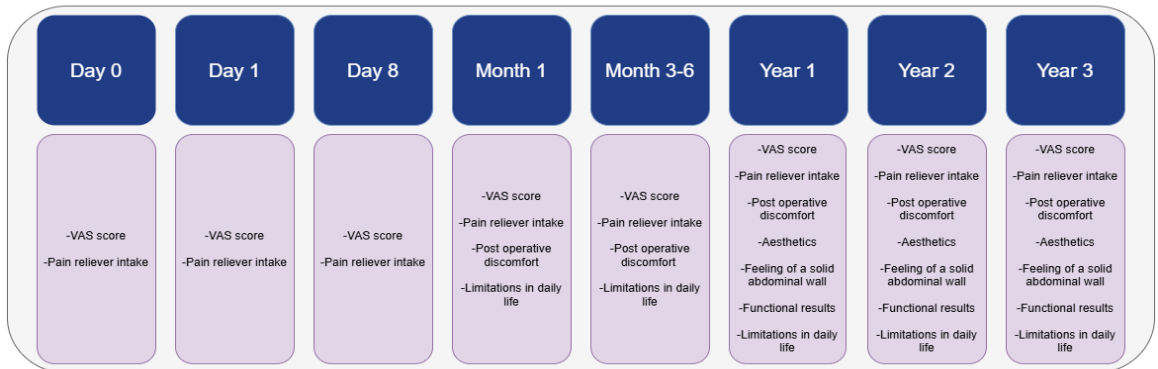 Day 0
Day 1
Day 8
Month 1
Month 3-6
Year 1
Year 2
Year 3
-VAS score
-Pain reliever intake
-VAS score
-Pain reliever intake
-VAS score
-Pain reliever intake
-VAS score
-Pain reliever intake
-Post operative
discomfort
-Limitations in daily
life
-VAS score
-Pain reliever intake
-Post operative
discomfort
-Limitations in daily
life
-VAS score
-Pain reliever intake
-Post operative
discomfort
-Aesthetics
-Feeling of a solid
abdominal wall
-Functional results
-Limitations in daily
life
-VAS score
-Pain reliever intake
-Post operative
discomfort
-Aesthetics
-Feeling of a solid
abdominal wall
-Functional results
-Limitations in daily
life
-VAS score
-Pain reliever intake
-Post operative
discomfort
-Aesthetics
-Feeling of a solid
abdominal wall
-Functional results
-Limitations in daily
life